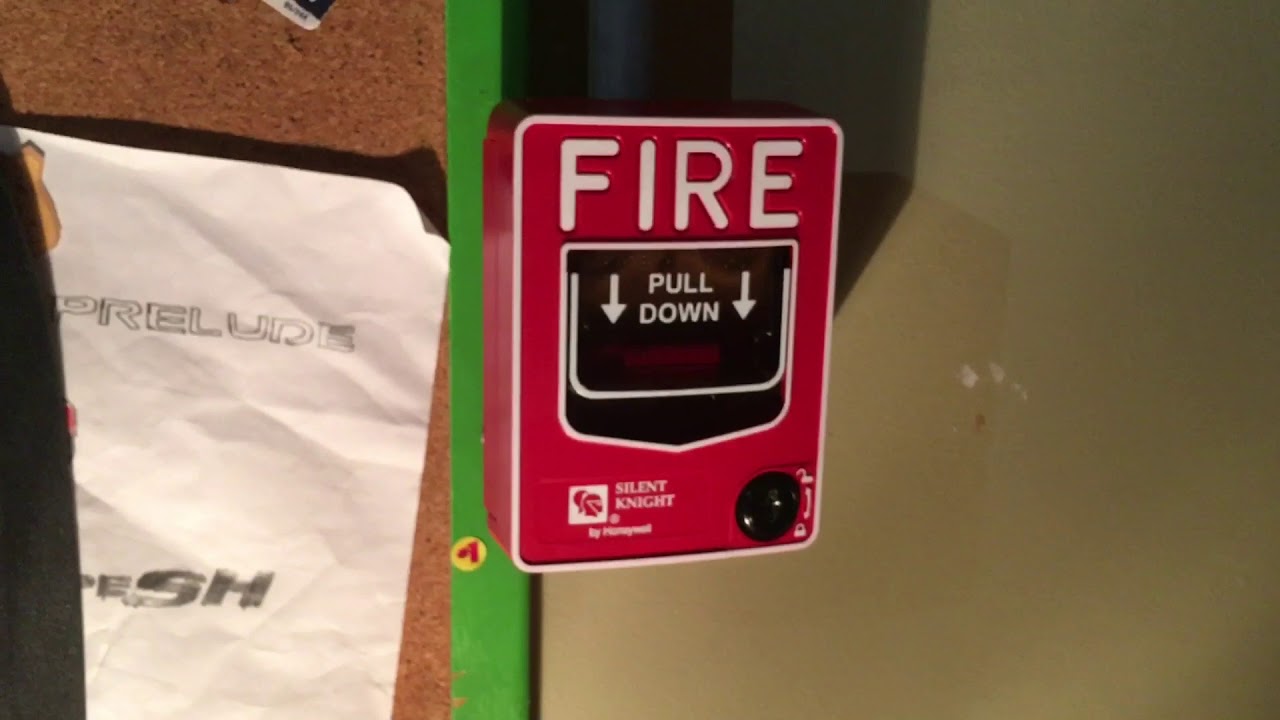 FIRE
PULL
DOWN
SILENT
KNIGHT
®
by Honeywell
PRELUDE